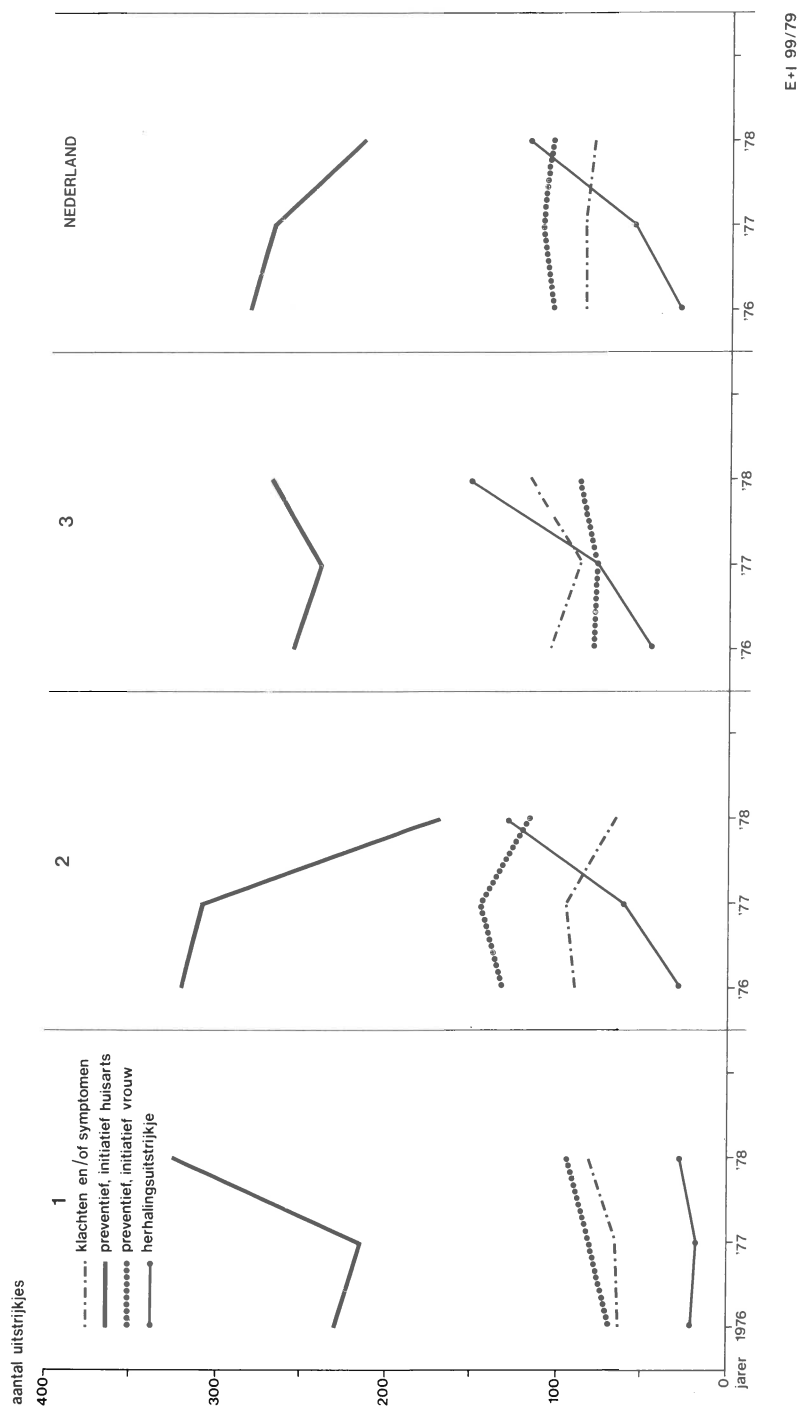 aantal uitstrijkjes
1
2
3
NEDERLAND
klachten en/of symptomen
preventief, initiatief huisarts
preventief, initiatief vrouw
herhalingsuitstrijkje
400
300
200
100
0
jarer 1976 '77 '78 '76 '77 '78 '76 '77 '78 '76 '77 '78
E+I 99/79